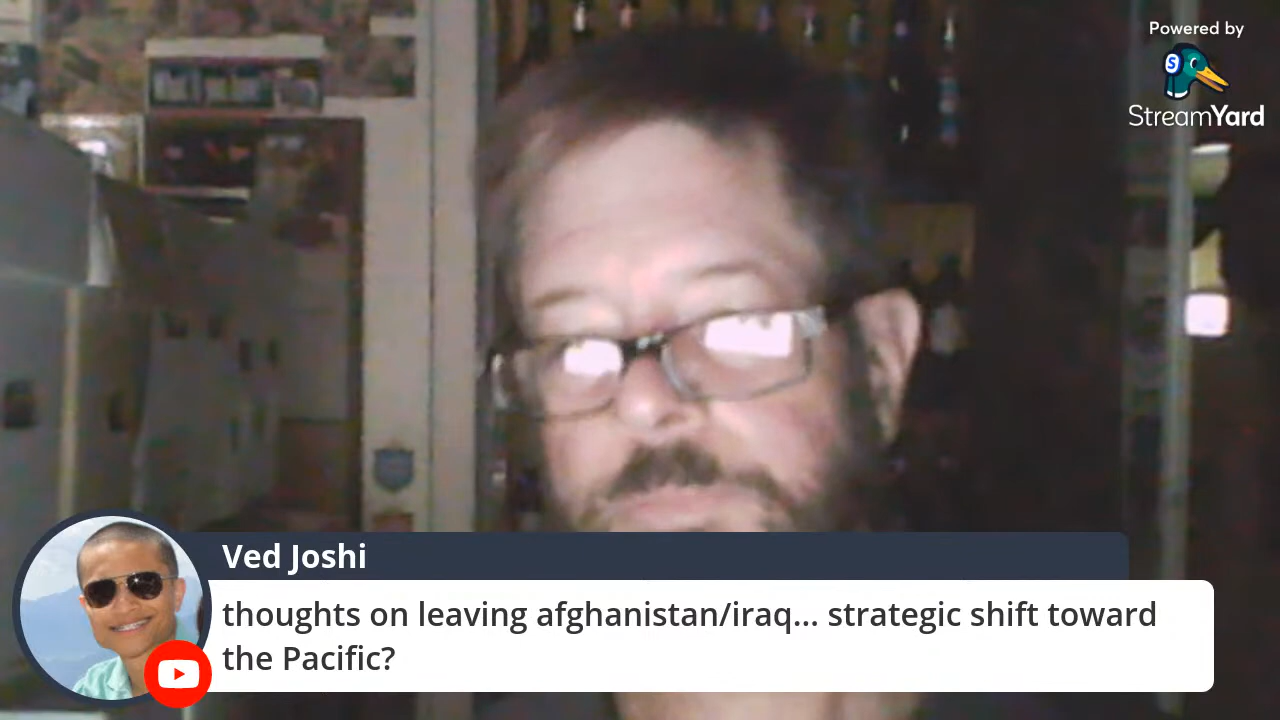 Powered by
S
StreamYard
Ved Joshi
thoughts on leaving afghanistan/iraq... strategic shift toward
the Pacific?